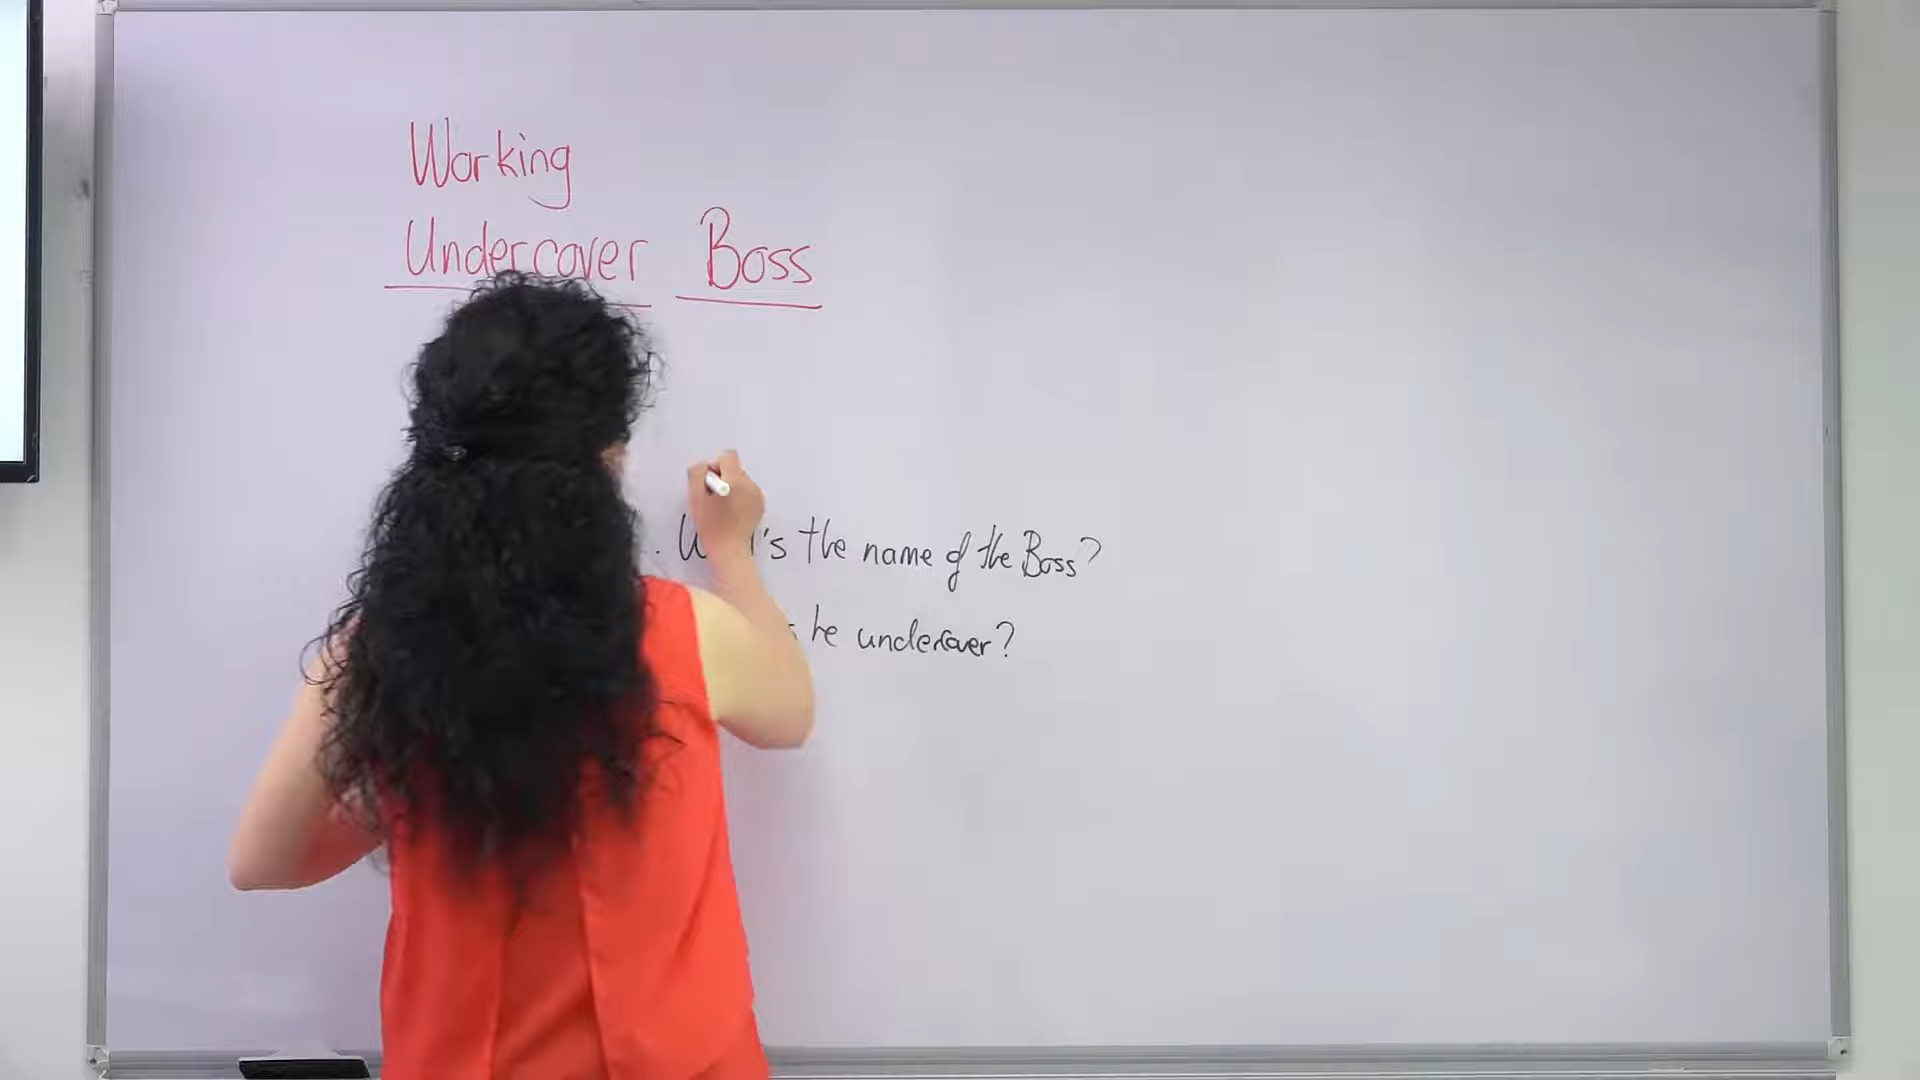 Working
Undercover Boss
's the name of the Boss?
he undercover?